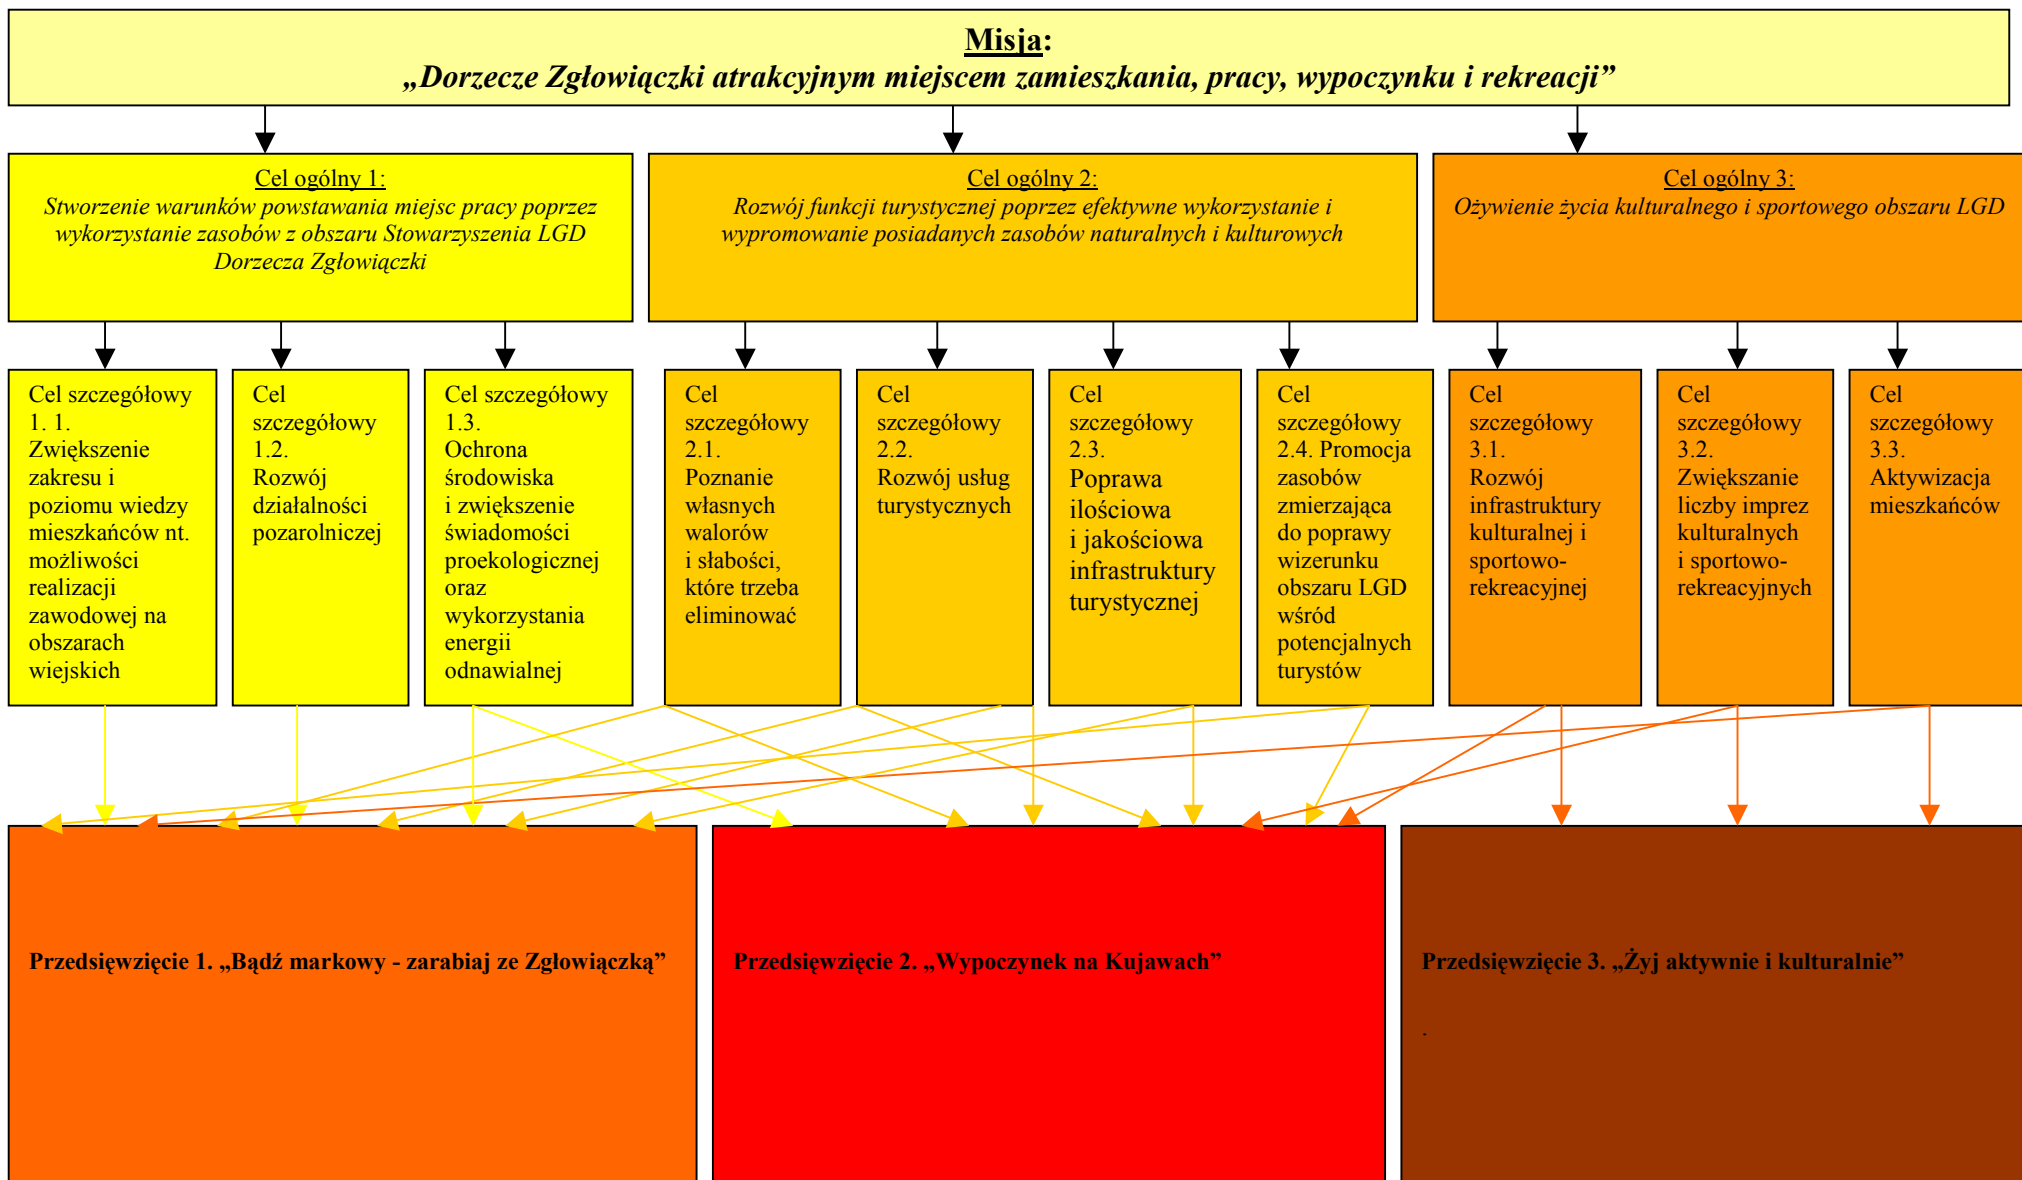 Misja:
„Dorzecze Zgłowiączki atrakcyjnym miejscem zamieszkania, pracy, wypoczynku i rekreacji”
Cel ogólny 1:
Stworzenie warunków powstawania miejsc pracy poprzez
wykorzystanie zasobów z obszaru Stowarzyszenia LGD
Dorzecza Zgłowiączki
Cel ogólny 2:
Rozwój funkcji turystycznej poprzez efektywne wykorzystanie i
wypromowanie posiadanych zasobów naturalnych i kulturowych
Cel ogólny 3:
Ożywienie życia kulturalnego i sportowego obszaru LGD
Cel szczegółowy
1. 1.
Zwiększenie
zakresu i
poziomu wiedzy
mieszkańców nt.
możliwości
realizacji
zawodowej na
obszarach
wiejskich
Cel
szczegółowy
1.2.
Rozwój
działalności
pozarolniczej
Cel szczegółowy
1.3.
Ochrona
środowiska
i zwiększenie
świadomości
proekologicznej
oraz
wykorzystania
energii
odnawialnej
Cel
szczegółowy
2.1.
Poznanie
własnych
walorów
i słabości,
które trzeba
eliminować
Cel
szczegółowy
2.2.
Rozwój usług
turystycznych
Cel
szczegółowy
2.3.
Poprawa
ilościowa
i jakościowa
infrastruktury
turystycznej
Cel
szczegółowy
2.4. Promocja
zasobów
zmierzająca
do poprawy
wizerunku
obszaru LGD
wśród
potencjalnych
turystów
Cel
szczegółowy
3.1.
Rozwój
infrastruktury
kulturalnej i
sportowo-
rekreacyjnej
Cel
szczegółowy
3.2.
Zwiększanie
liczby imprez
kulturalnych
i sportowo-
rekreacyjnych
Cel
szczegółowy
3.3.
Aktywizacja
mieszkańców
Przedsięwzięcie 1. „Bądź markowy - zarabiaj ze Zgłowiączką”
Przedsięwzięcie 2. „Wypoczynek na Kujawach”
Przedsięwzięcie 3. „Żyj aktywnie i kulturalnie”
.